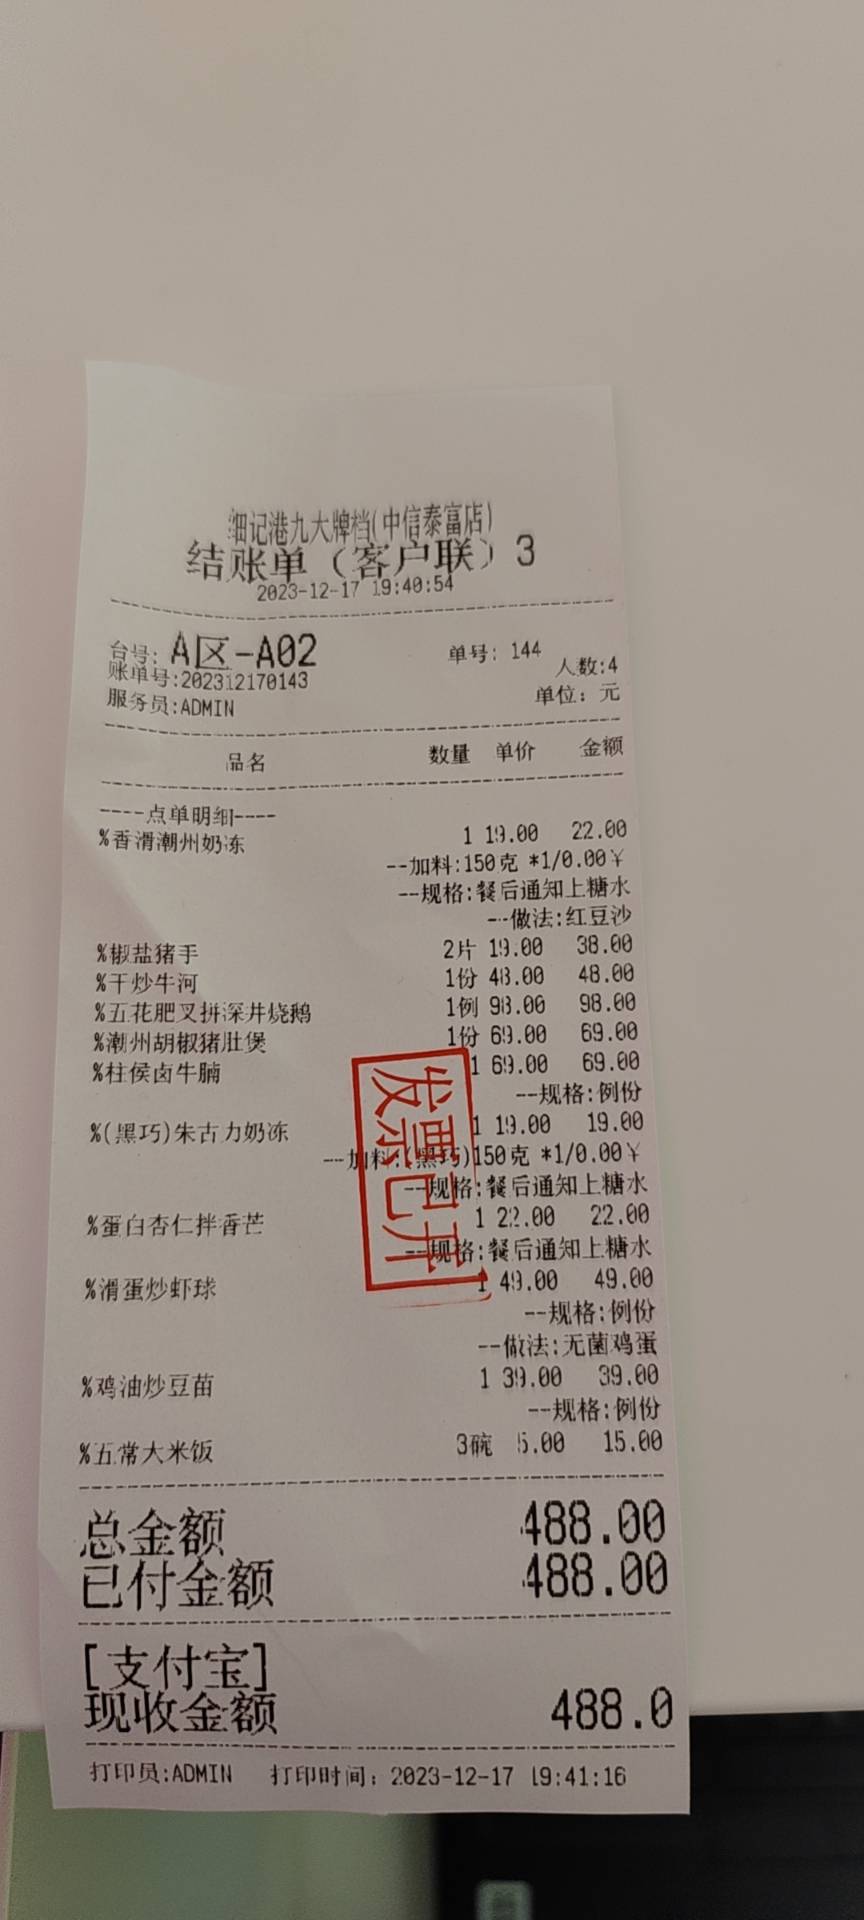 细记港九大牌档(中信泰富店)
结账单（客户联）3
2023-12-17 19:40:54
台号: A区-A02 单号: 144
账单号:202312170143 人数:4
服务员:ADMIN 单位: 元
品名 数量 单价 金额
----点单明细----
%香滑潮州奶冻 1 19.00 22.00
--加料:150克 *1/0.00¥
--规格:餐后通知上糖水
--做法:红豆沙
%椒盐猪手 2片 19.00 38.00
%干炒牛河 1份 48.00 48.00
%五花肥叉拼深井烧鹅 1例 98.00 98.00
%潮州胡椒猪肚煲 1份 69.00 69.00
%柱侯卤牛腩 1 69.00 69.00
--规格:例份
%(黑巧)朱古力奶冻 1 19.00 19.00
--加料:(黑巧)150克 *1/0.00¥
--规格:餐后通知上糖水
%蛋白杏仁拌香芒 1 22.00 22.00
--规格:餐后通知上糖水
%滑蛋炒虾球 1 49.00 49.00
--规格:例份
--做法:无菌鸡蛋
%鸡油炒豆苗 1 39.00 39.00
--规格:例份
%五常大米饭 3碗 5.00 15.00
发票已开
总金额 488.00
已付金额 488.00
[支付宝]
现收金额 488.0
打印员:ADMIN 打印时间: 2023-12-17 19:41:16